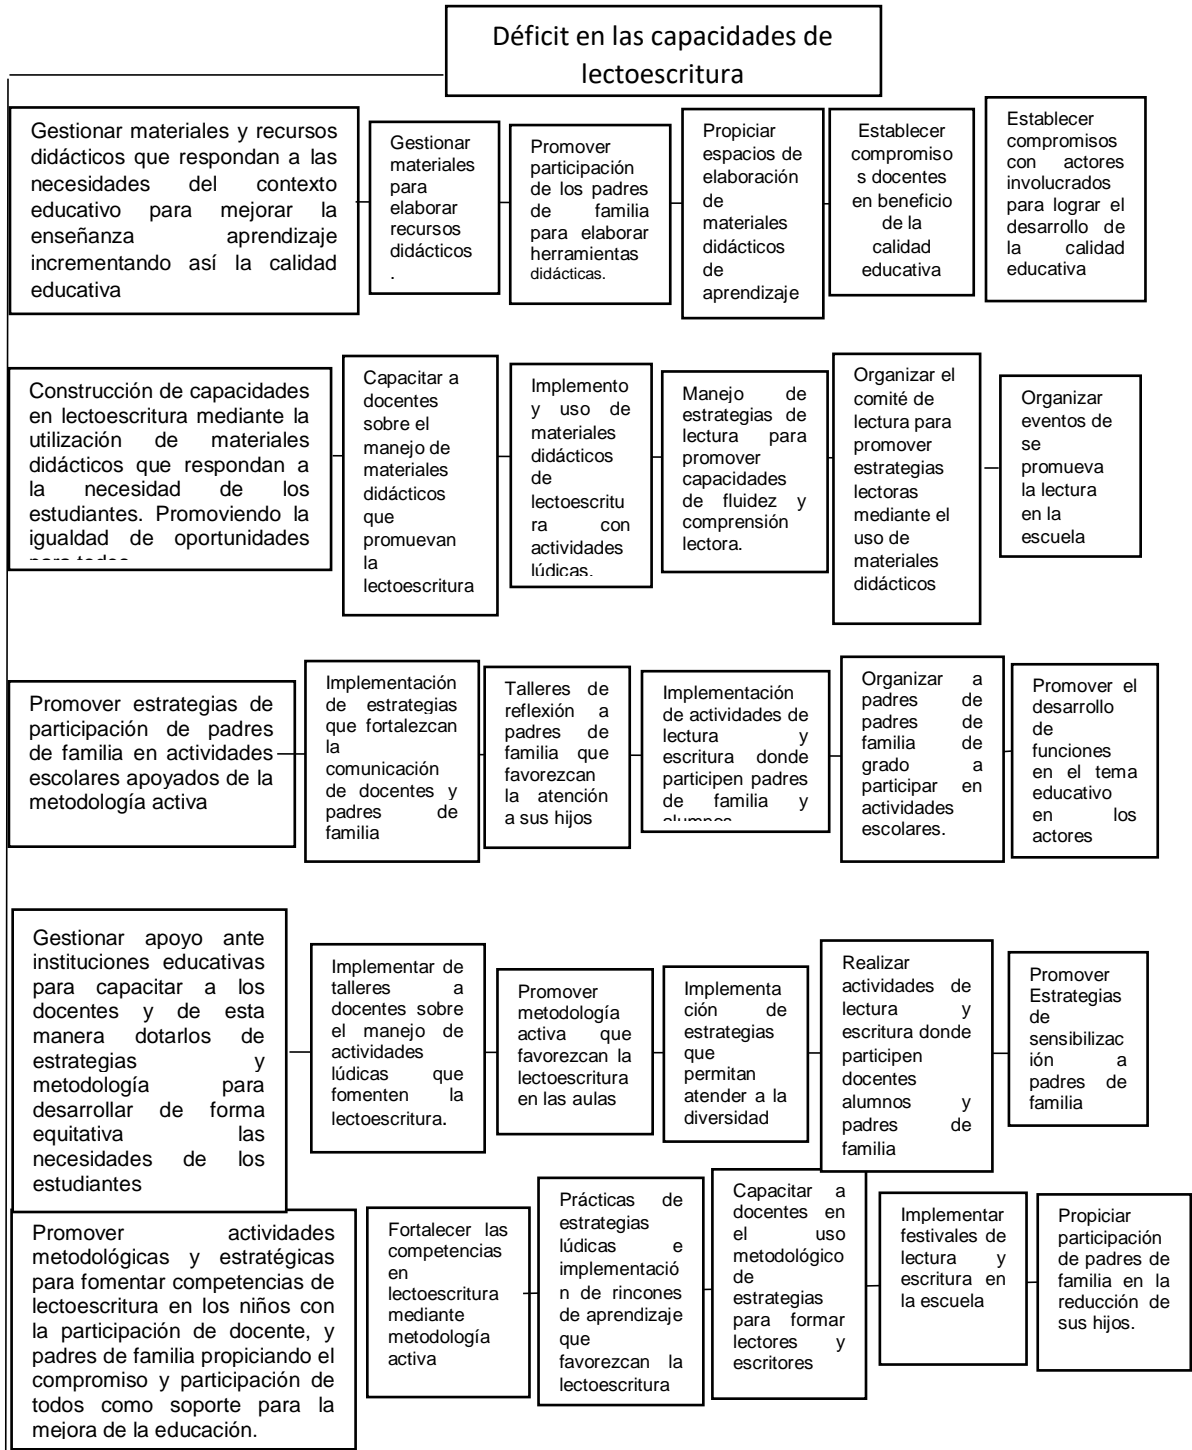 Déficit en las capacidades de
lectoescritura
Gestionar materiales y recursos
didácticos que respondan a las
necesidades del contexto
educativo para mejorar la
enseñanza aprendizaje
incrementando así la calidad
educativa
Gestionar
materiales
para
elaborar
recursos
didácticos
.
Promover
participación
de los padres
de familia
para elaborar
herramientas
didácticas.
Propiciar
espacios de
elaboración
de
materiales
didácticos
de
aprendizaje
Establecer
compromiso
s docentes
en beneficio
de la
calidad
educativa
Establecer
compromisos
con actores
involucrados
para lograr el
desarrollo de
la calidad
educativa
Construcción de capacidades
en lectoescritura mediante la
utilización de materiales
didácticos que respondan a
la necesidad de los
estudiantes. Promoviendo la
igualdad de oportunidades
para todos
Capacitar a
docentes
sobre el
manejo de
materiales
didácticos
que
promuevan
la
lectoescritura
Implemento
y uso de
materiales
didácticos
de
lectoescritu
ra con
actividades
lúdicas.
Manejo de
estrategias de
lectura para
promover
capacidades
de fluidez y
comprensión
lectora.
Organizar el
comité de
lectura para
promover
estrategias
lectoras
mediante el
uso de
materiales
didácticos
Organizar
eventos de
se
promueva
la lectura
en la
escuela
Promover estrategias de
participación de padres
de familia en actividades
escolares apoyados de la
metodología activa
Implementación
de estrategias
que fortalezcan
la
comunicación
de docentes y
padres de
familia
Talleres de
reflexión a
padres de
familia que
favorezcan
la atención
a sus hijos
Implementación
de actividades de
lectura y
escritura donde
participen padres
de familia y
alumnos
Organizar a
padres de
padres de
familia de
grado a
participar en
actividades
escolares.
Promover el
desarrollo
de
funciones
en el tema
educativo
en los
actores
Gestionar apoyo ante
instituciones educativas
para capacitar a los
docentes y de esta
manera dotarlos de
estrategias y
metodología para
desarrollar de forma
equitativa las
necesidades de los
estudiantes
Implementar de
talleres a
docentes sobre
el manejo de
actividades
lúdicas que
fomenten la
lectoescritura.
Promover
metodología
activa que
favorezcan la
lectoescritura
en las aulas
Implementa
ción de
estrategias
que
permitan
atender a la
diversidad
Realizar
actividades de
lectura y
escritura donde
participen
docentes
alumnos y
padres de
familia
Promover
Estrategias
de
sensibilizac
ión a
padres de
familia
Promover actividades
metodológicas y estratégicas
para fomentar competencias de
lectoescritura en los niños con
la participación de docente, y
padres de familia propiciando el
compromiso y participación de
todos como soporte para la
mejora de la educación.
Fortalecer las
competencias
en
lectoescritura
mediante
metodología
activa
Prácticas de
estrategias
lúdicas e
implementació
n de rincones
de aprendizaje
que
favorezcan la
lectoescritura
Capacitar a
docentes en
el uso
metodológico
de
estrategias
para formar
lectores y
escritores
Implementar
festivales de
lectura y
escritura en
la escuela
Propiciar
participación
de padres de
familia en la
reducción de
sus hijos.